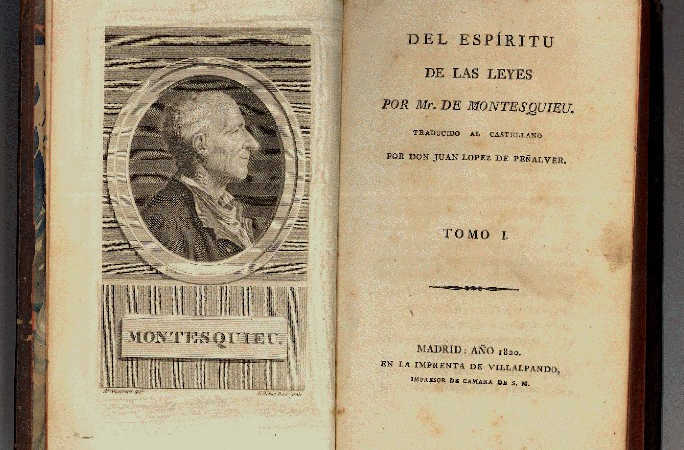 MONTESQUIEU.
DEL ESPÍRITU
DE LAS LEYES
POR Mr. DE MONTESQUIEU.
TRADUCIDO AL CASTELLANO
POR DON JUAN LOPEZ DE PEÑALVER.
TOMO I.
MADRID: AÑO 1820.
EN LA IMPRENTA DE VILLALPANDO,
IMPRESOR DE CAMARA DE S. M.